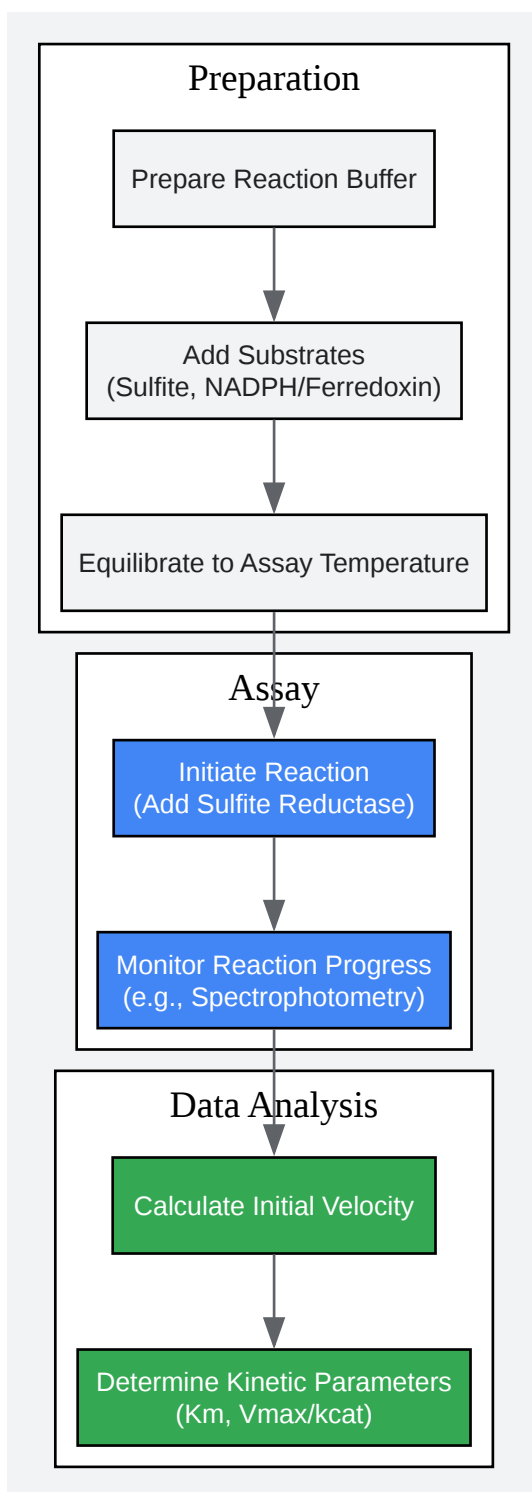 Preparation
Prepare Reaction Buffer
Add Substrates
(Sulfite, NADPH/Ferredoxin)
Equilibrate to Assay Temperature
Assay
Initiate Reaction
(Add Sulfite Reductase)
Monitor Reaction Progress
(e.g., Spectrophotometry)
Data Analysis
Calculate Initial Velocity
Determine Kinetic Parameters
(Km, Vmax/kcat)